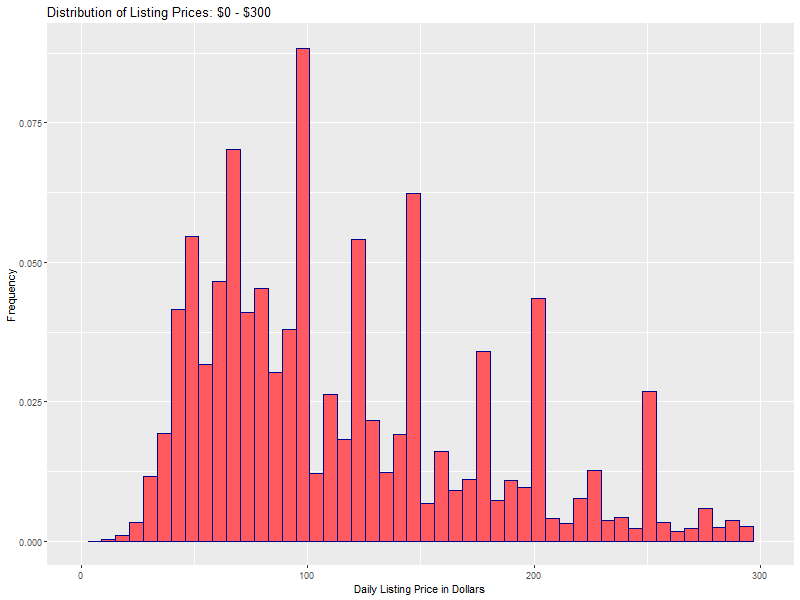 Distribution of Listing Prices: $0 - $300
0.075
0.050
0.025
0.000
Frequency
0 100 200 300
Daily Listing Price in Dollars